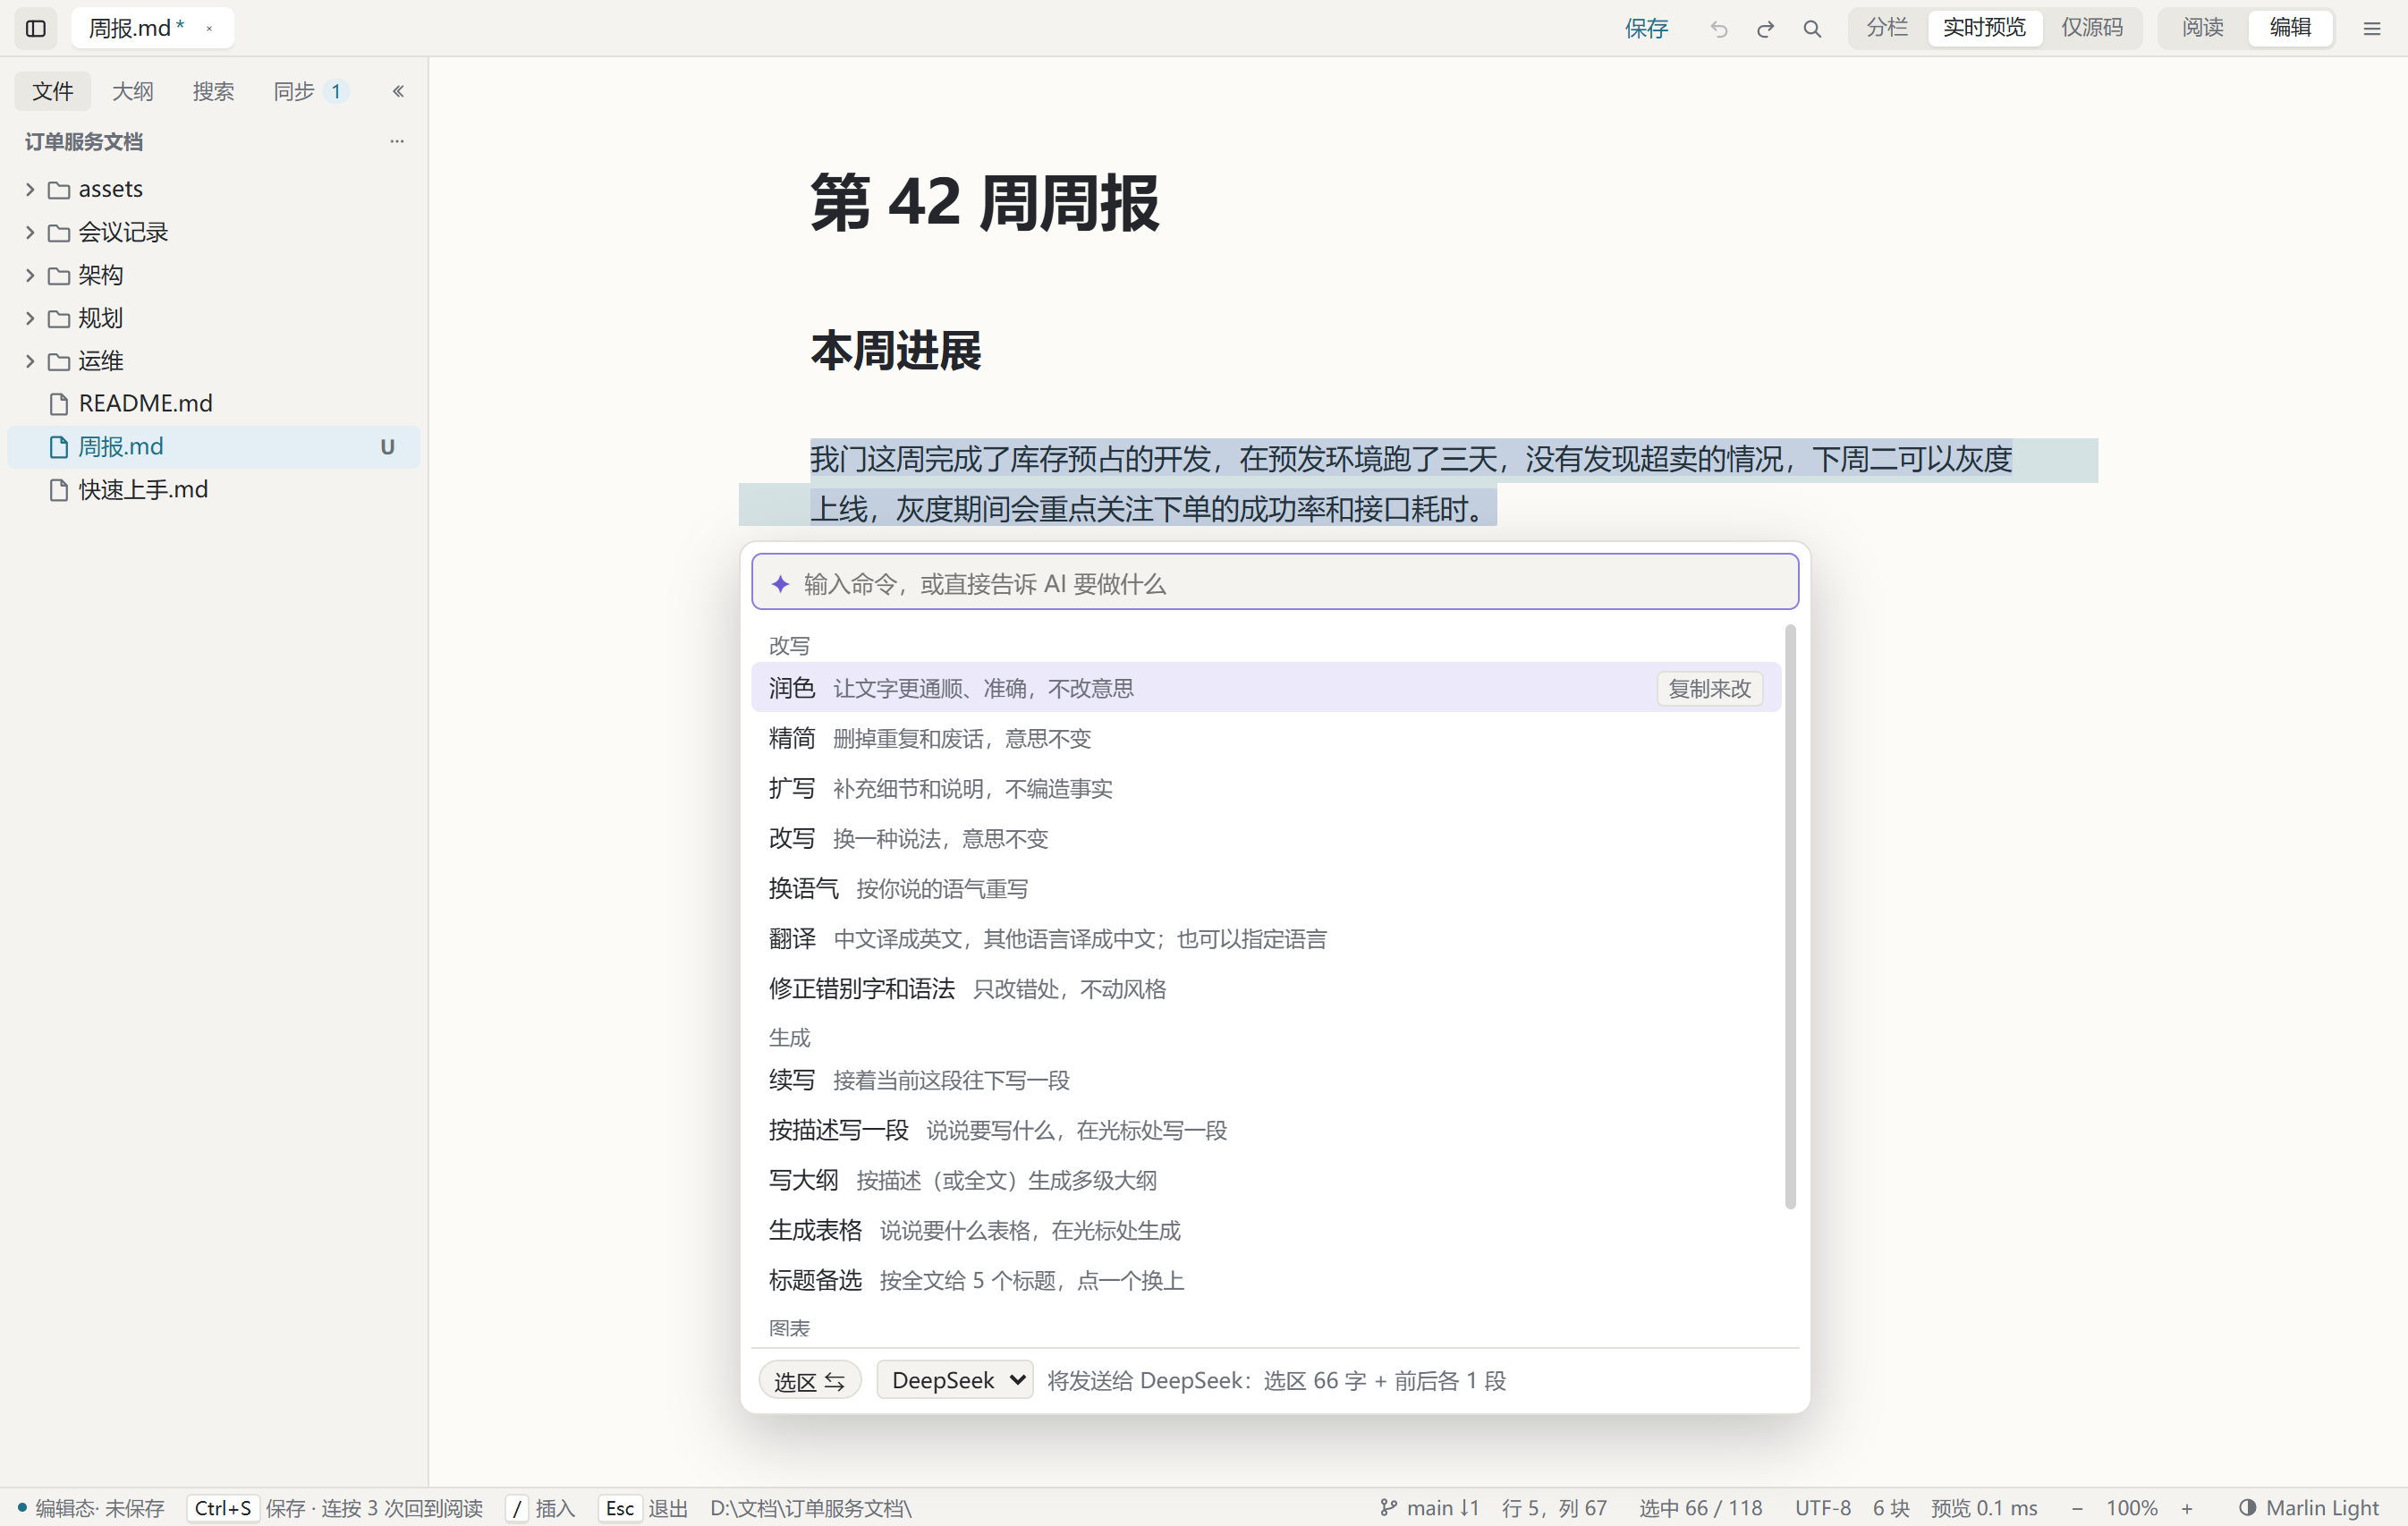 周报.md * ×
保存
分栏 实时预览 仅源码
阅读 编辑
文件 大纲 搜索 同步 1 «
订单服务文档 ···
assets
会议记录
架构
规划
运维
README.md
周报.md U
快速上手.md
第 42 周周报
本周进展
我们这周完成了库存预占的开发，在预发环境跑了三天，没有发现超卖的情况，下周二可以灰度
上线，灰度期间会重点关注下单的成功率和接口耗时。
输入命令，或直接告诉 AI 要做什么
改写
润色 让文字更通顺、准确，不改意思 复制来改
精简 删掉重复和废话，意思不变
扩写 补充细节和说明，不编造事实
改写 换一种说法，意思不变
换语气 按你说的语气重写
翻译 中文译成英文，其他语言译成中文；也可以指定语言
修正错别字和语法 只改错处，不动风格
生成
续写 接着当前这段往下写一段
按描述写一段 说说要写什么，在光标处写一段
写大纲 按描述（或全文）生成多级大纲
生成表格 说说要什么表格，在光标处生成
标题备选 按全文给 5 个标题，点一个换上
图表
选区 ⇆ DeepSeek 将发送给 DeepSeek：选区 66 字 + 前后各 1 段
编辑态· 未保存 Ctrl+S 保存 · 连按 3 次回到阅读 / 插入 Esc 退出 D:\文档\订单服务文档\
main ↓1 行 5，列 67 选中 66 / 118 UTF-8 6 块 预览 0.1 ms − 100% + Marlin Light